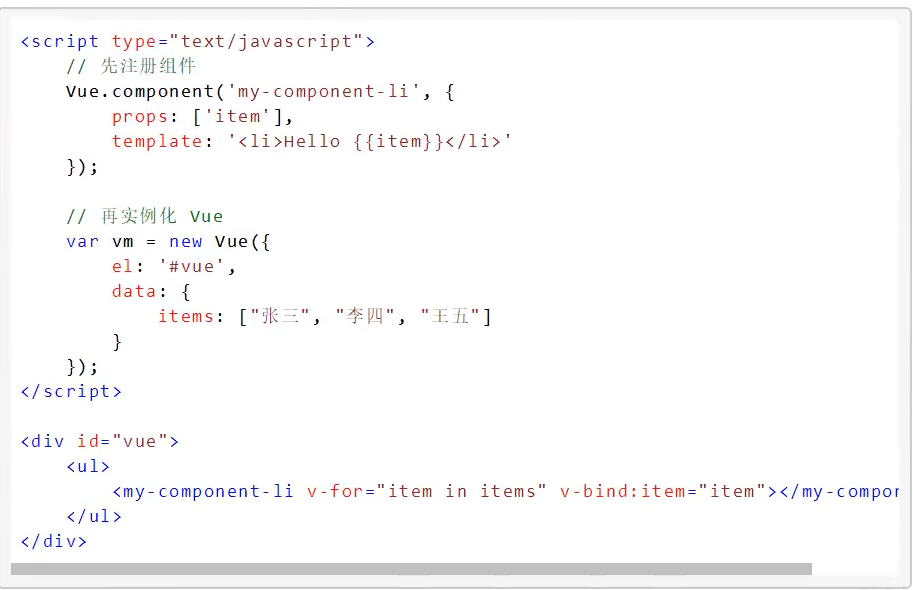 <script type="text/javascript">
    // 先注册组件
    Vue.component('my-component-li', {
        props: ['item'],
        template: '<li>Hello {{item}}</li>'
    });

    // 再实例化 Vue
    var vm = new Vue({
        el: '#vue',
        data: {
            items: ["张三", "李四", "王五"]
        }
    });
</script>

<div id="vue">
    <ul>
        <my-component-li v-for="item in items" v-bind:item="item"></my-compor
    </ul>
</div>